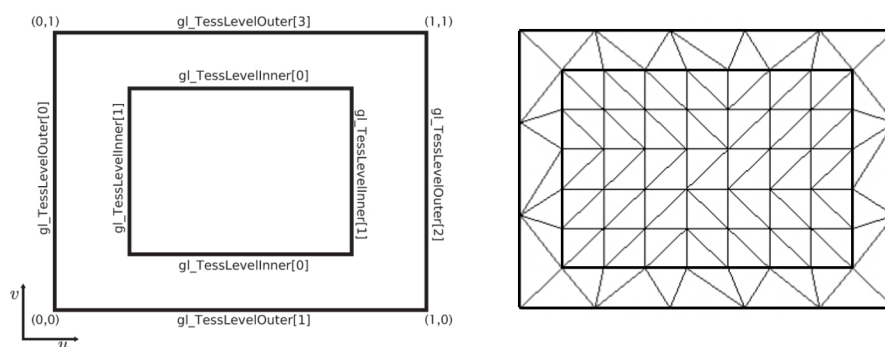 (0,1)
gl_TessLevelOuter[3]
(1,1)
gl_TessLevelInner[0]
gl_TessLevelOuter[0]
gl_TessLevelInner[1]
gl_TessLevelInner[1]
gl_TessLevelOuter[2]
gl_TessLevelInner[0]
v
(0,0)
gl_TessLevelOuter[1]
(1,0)
u